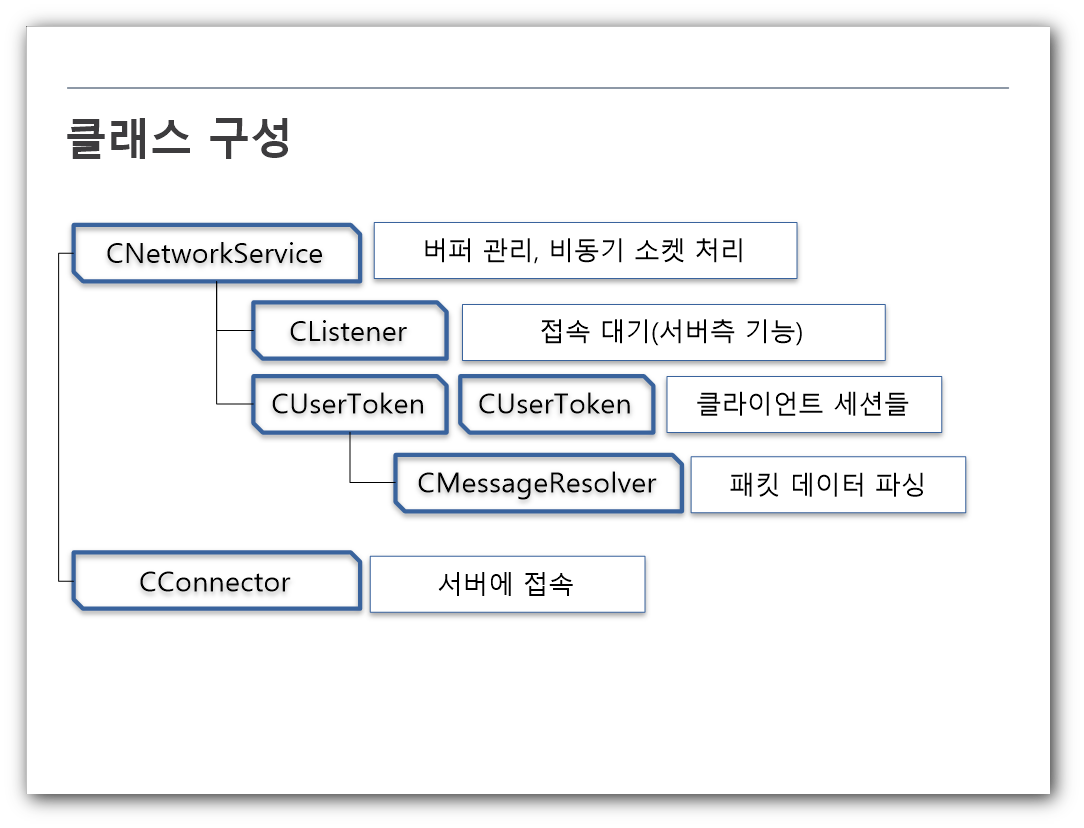 클래스 구성
CNetworkService
버퍼 관리, 비동기 소켓 처리
CListener
접속 대기(서버측 기능)
CUserToken
CUserToken
클라이언트 세션들
CMessageResolver
패킷 데이터 파싱
CConnector
서버에 접속